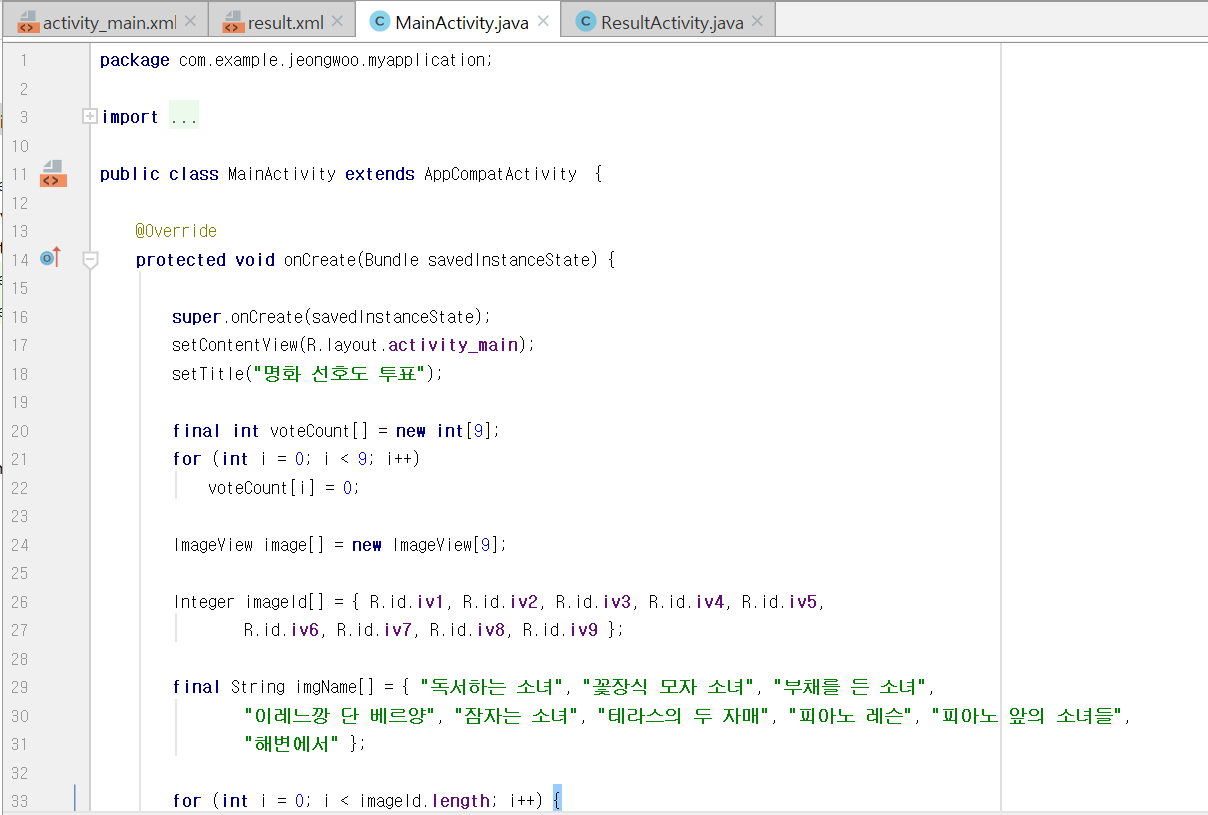 activity_main.xml result.xml MainActivity.java ResultActivity.java
1 package com.example.jeongwoo.myapplication;
2
3 import ...
10
11 public class MainActivity extends AppCompatActivity {
12
13 @Override
14 protected void onCreate(Bundle savedInstanceState) {
15
16 super.onCreate(savedInstanceState);
17 setContentView(R.layout.activity_main);
18 setTitle("명화 선호도 투표");
19
20 final int voteCount[] = new int[9];
21 for (int i = 0; i < 9; i++)
22 voteCount[i] = 0;
23
24 ImageView image[] = new ImageView[9];
25
26 Integer imageId[] = { R.id.iv1, R.id.iv2, R.id.iv3, R.id.iv4, R.id.iv5,
27 R.id.iv6, R.id.iv7, R.id.iv8, R.id.iv9 };
28
29 final String imgName[] = { "독서하는 소녀", "꽃장식 모자 소녀", "부채를 든 소녀",
30 "이레느깡 단 베르양", "잠자는 소녀", "테라스의 두 자매", "피아노 레슨", "피아노 앞의 소녀들",
31 "해변에서" };
32
33 for (int i = 0; i < imageId.length; i++) {